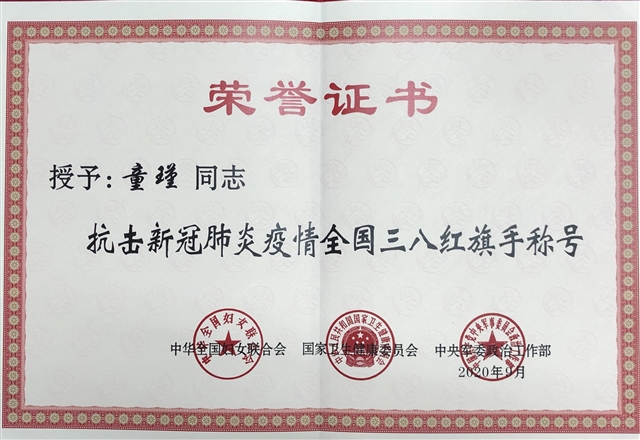 荣誉证书
授予：童瑾 同志
抗击新冠肺炎疫情全国三八红旗手称号
中华全国妇女联合会 国家卫生健康委员会 中央军委政治工作部
2020年9月